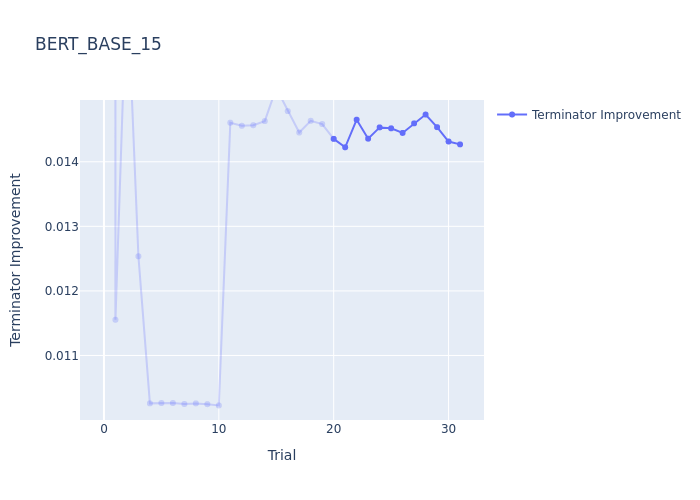 BERT_BASE_15
Terminator Improvement
0.014
0.013
0.012
0.011
0
10
20
30
Trial
Terminator Improvement